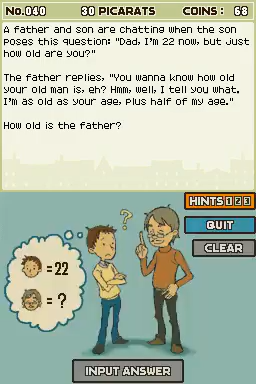 No.040 30 PICARATS COINS: 68
A father and son are chatting when the son
poses this question: "Dad, I'm 22 now, but just
how old are you?"
The father replies, "You wanna know how old
your old man is, eh? Hmm, well, I tell you what.
I'm as old as your age, plus half of my age."
How old is the father?
HINTS 1 2 3
QUIT
CLEAR
?
= 22
= ?
INPUT ANSWER